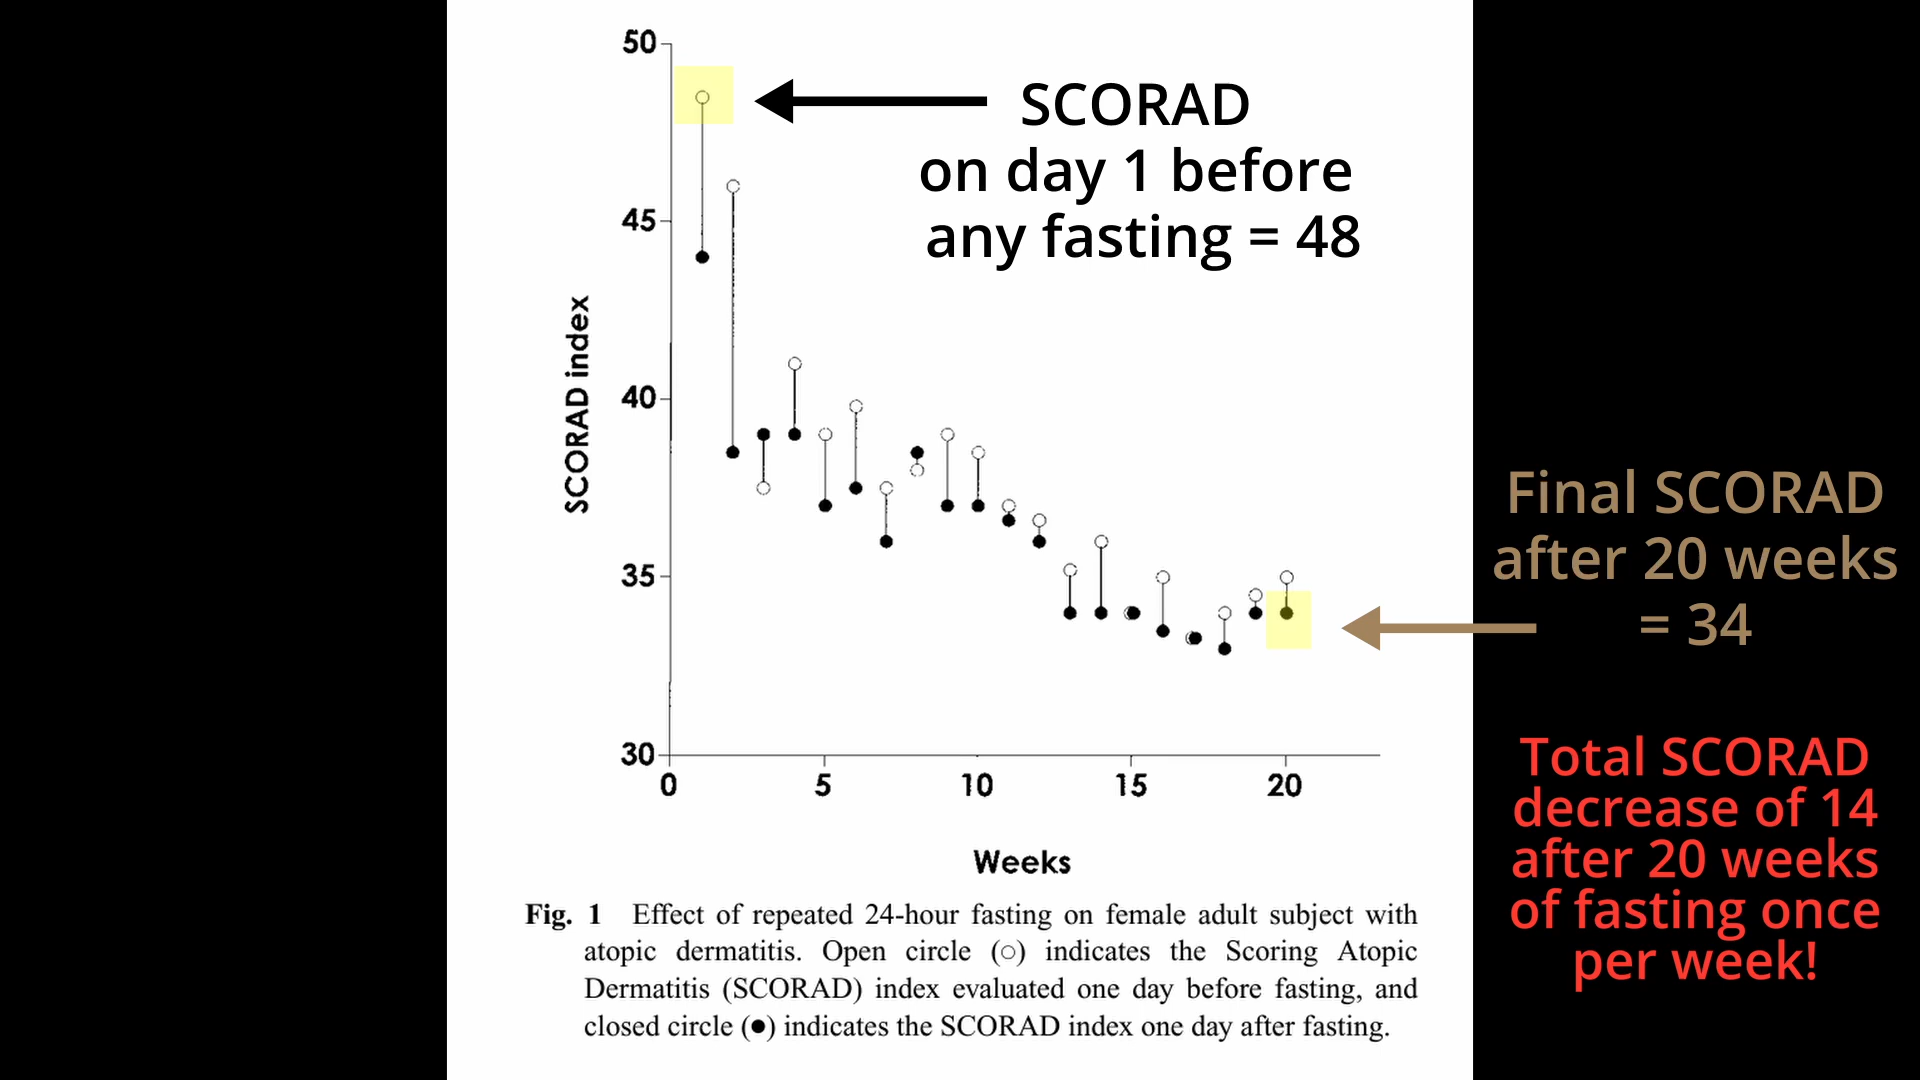 50
45
40
35
30
SCORAD index
0 5 10 15 20
Weeks
SCORAD
on day 1 before
any fasting = 48
Final SCORAD
after 20 weeks
= 34
Total SCORAD
decrease of 14
after 20 weeks
of fasting once
per week!
Fig. 1 Effect of repeated 24-hour fasting on female adult subject with
atopic dermatitis. Open circle (○) indicates the Scoring Atopic
Dermatitis (SCORAD) index evaluated one day before fasting, and
closed circle (●) indicates the SCORAD index one day after fasting.